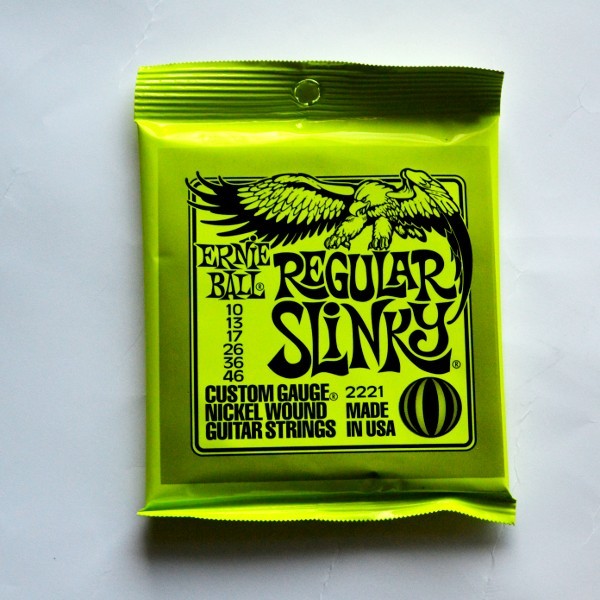 ERNIE BALL®
REGULAR
SLINKY®
10
13
17
26
36
46
CUSTOM GAUGE®
NICKEL WOUND
GUITAR STRINGS
2221
MADE
IN USA